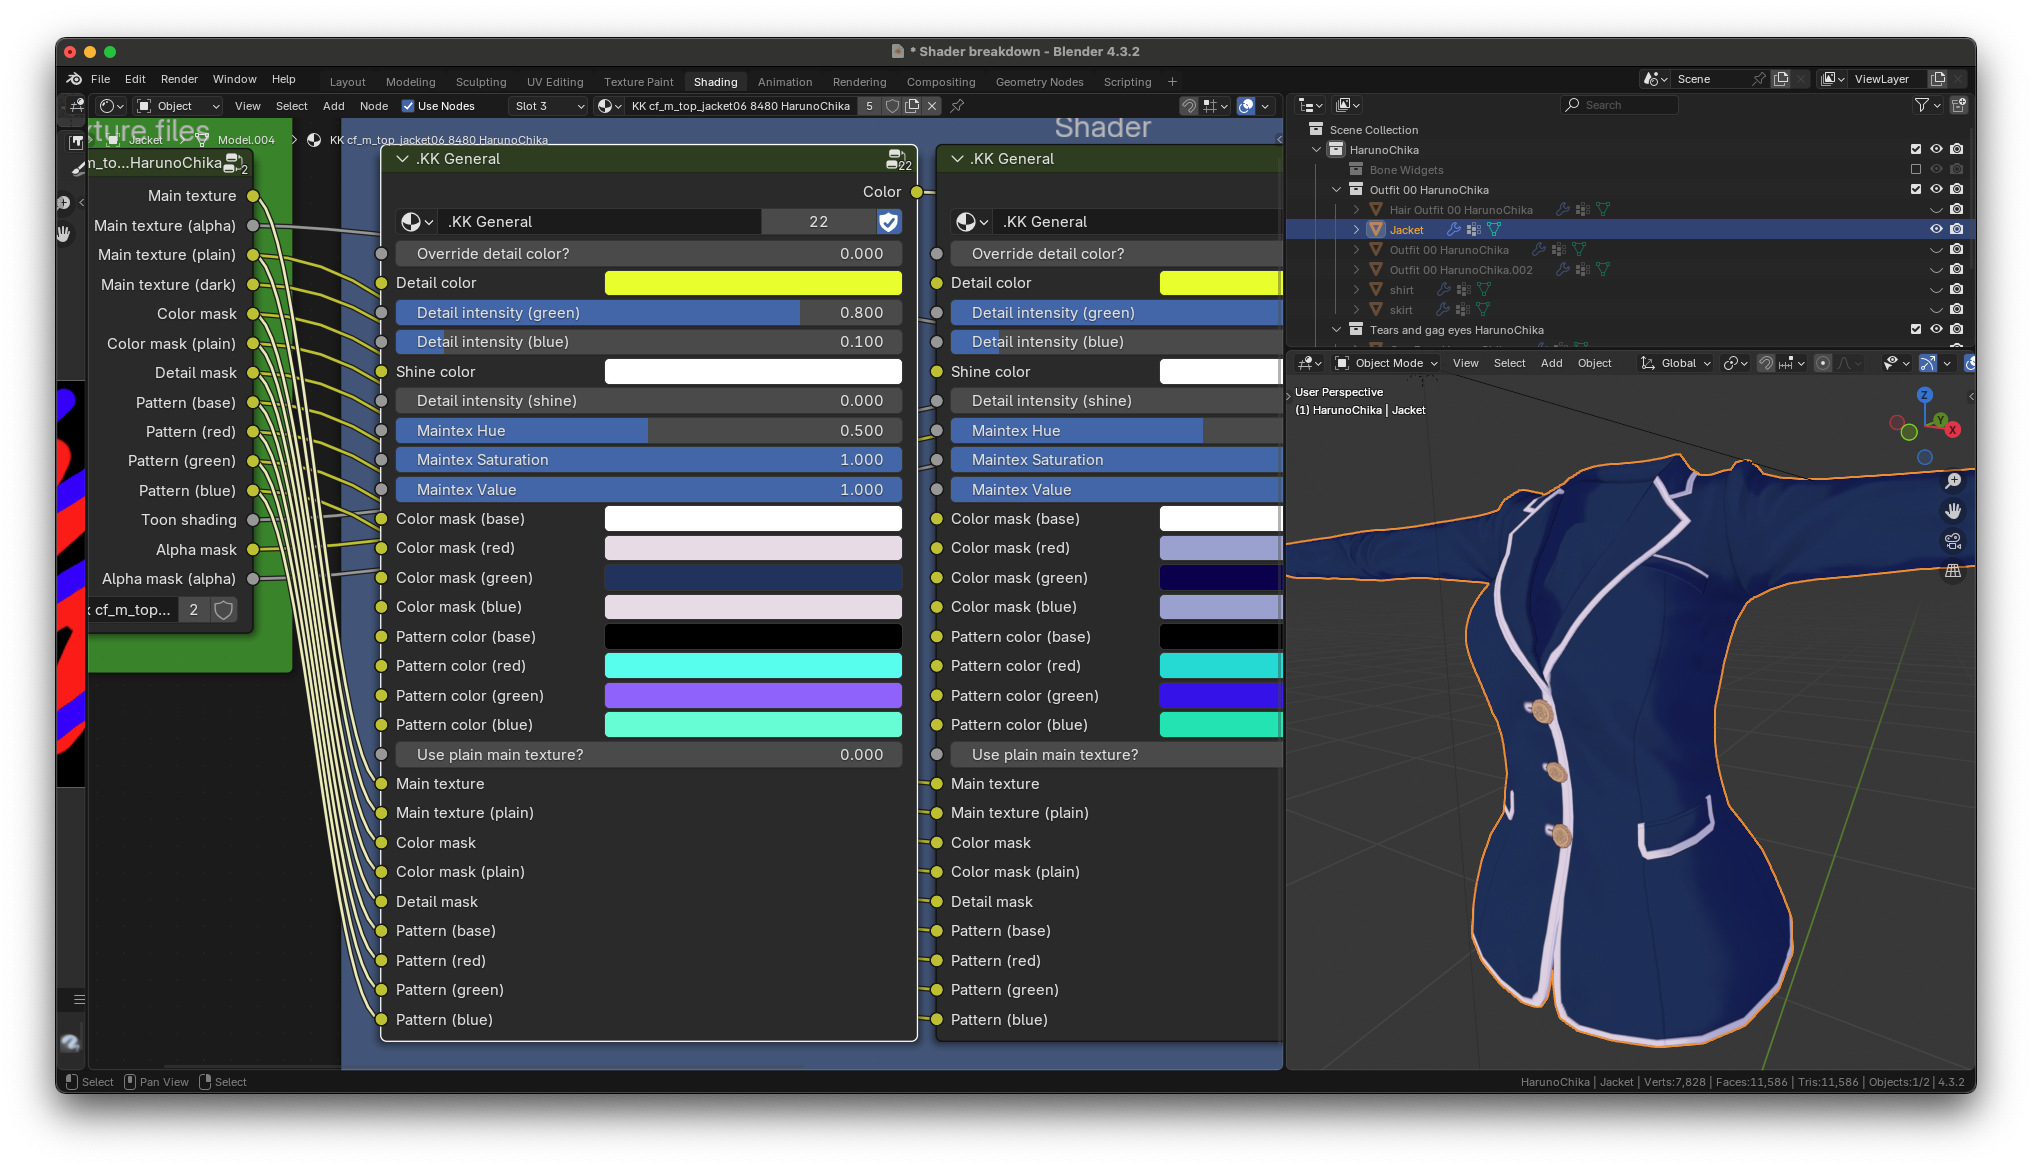 * Shader breakdown - Blender 4.3.2
File Edit Render Window Help Layout Modeling Sculpting UV Editing Texture Paint Shading Animation Rendering Compositing Geometry Nodes Scripting + Scene ViewLayer
Object View Select Add Node Use Nodes Slot 3 KK cf_m_top_jacket06 8480 HarunoChika 5
xture files
Jacket > Model.004 > KK cf_m_top_jacket06 8480 HarunoChika
m_to...HarunoChika 2
Main texture
Main texture (alpha)
Main texture (plain)
Main texture (dark)
Color mask
Color mask (plain)
Detail mask
Pattern (base)
Pattern (red)
Pattern (green)
Pattern (blue)
Toon shading
Alpha mask
Alpha mask (alpha)
cf_m_top... 2
Shader
.KK General 22
Color
.KK General 22
Override detail color? 0.000
Detail color
Detail intensity (green) 0.800
Detail intensity (blue) 0.100
Shine color
Detail intensity (shine) 0.000
Maintex Hue 0.500
Maintex Saturation 1.000
Maintex Value 1.000
Color mask (base)
Color mask (red)
Color mask (green)
Color mask (blue)
Pattern color (base)
Pattern color (red)
Pattern color (green)
Pattern color (blue)
Use plain main texture? 0.000
Main texture
Main texture (plain)
Color mask
Color mask (plain)
Detail mask
Pattern (base)
Pattern (red)
Pattern (green)
Pattern (blue)
.KK General
.KK General
Override detail color?
Detail color
Detail intensity (green)
Detail intensity (blue)
Shine color
Detail intensity (shine)
Maintex Hue
Maintex Saturation
Maintex Value
Color mask (base)
Color mask (red)
Color mask (green)
Color mask (blue)
Pattern color (base)
Pattern color (red)
Pattern color (green)
Pattern color (blue)
Use plain main texture?
Main texture
Main texture (plain)
Color mask
Color mask (plain)
Detail mask
Pattern (base)
Pattern (red)
Pattern (green)
Pattern (blue)
Search
Scene Collection
HarunoChika
Bone Widgets
Outfit 00 HarunoChika
Hair Outfit 00 HarunoChika
Jacket
Outfit 00 HarunoChika
Outfit 00 HarunoChika.002
shirt
skirt
Tears and gag eyes HarunoChika
Object Mode View Select Add Object Global
User Perspective
(1) HarunoChika | Jacket
Z
Y
X
Select Pan View Select
HarunoChika | Jacket | Verts:7,828 | Faces:11,586 | Tris:11,586 | Objects:1/2 | 4.3.2